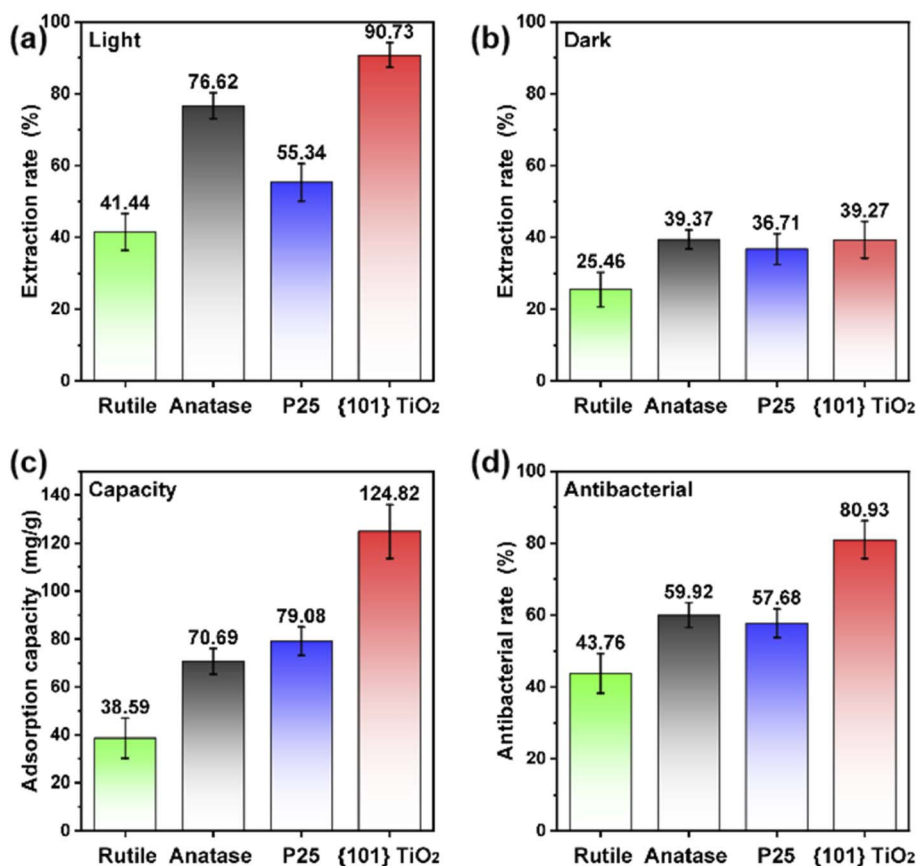 (a)
Light
Extraction rate (%)
100
80
60
40
20
0
41.44
76.62
55.34
90.73
Rutile Anatase P25 {101} TiO₂
(b)
Dark
Extraction rate (%)
100
80
60
40
20
0
25.46
39.37
36.71
39.27
Rutile Anatase P25 {101} TiO₂
(c)
Capacity
Adsorption capacity (mg/g)
140
120
100
80
60
40
20
0
38.59
70.69
79.08
124.82
Rutile Anatase P25 {101} TiO₂
(d)
Antibacterial
Antibacterial rate (%)
100
80
60
40
20
0
43.76
59.92
57.68
80.93
Rutile Anatase P25 {101} TiO₂